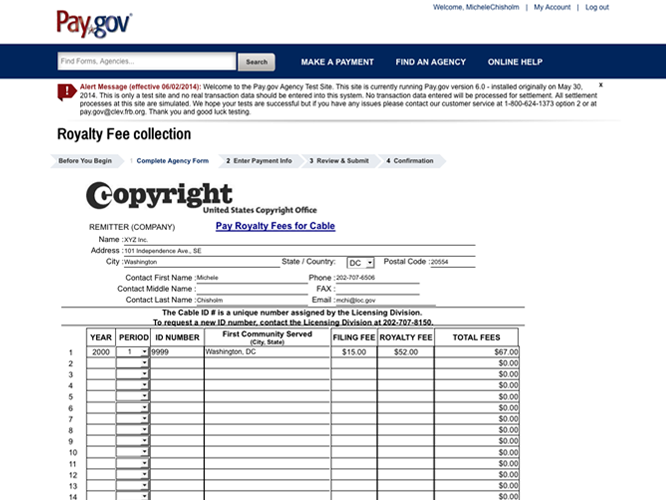 Welcome, MicheleChisholm | My Account | Log out
Pay.gov
Find Forms, Agencies...
Search
MAKE A PAYMENT
FIND AN AGENCY
ONLINE HELP
Alert Message (effective 06/02/2014): Welcome to the Pay.gov Agency Test Site. This site is currently running Pay.gov version 6.0 - installed originally on May 30, X
2014. This is only a test site and no real transaction data should be entered into this system. No transaction data entered will be processed for settlement. All settlement
processes at this site are simulated. We hope your tests are successful but if you have any issues please contact our customer service at 1-800-624-1373 option 2 or at
pay.gov@clev.frb.org. Thank you and good luck testing.
Royalty Fee collection
Before You Begin 1 Complete Agency Form 2 Enter Payment Info 3 Review & Submit 4 Confirmation
Copyright
United States Copyright Office
REMITTER (COMPANY) Pay Royalty Fees for Cable
Name : XYZ Inc.
Address : 101 Independence Ave., SE
City : Washington State / Country: DC Postal Code : 20554
Contact First Name : Michele Phone : 202-707-6506
Contact Middle Name : FAX :
Contact Last Name : Chisholm Email : mchi@loc.gov
The Cable ID # is a unique number assigned by the Licensing Division.
To request a new ID number, contact the Licensing Division at 202-707-8150.
YEAR PERIOD ID NUMBER First Community Served (City, State) FILING FEE ROYALTY FEE TOTAL FEES
1 2000 1 9999 Washington, DC $15.00 $52.00 $67.00
2 $0.00
3 $0.00
4 $0.00
5 $0.00
6 $0.00
7 $0.00
8 $0.00
9 $0.00
10 $0.00
11 $0.00
12 $0.00
13 $0.00
14 $0.00